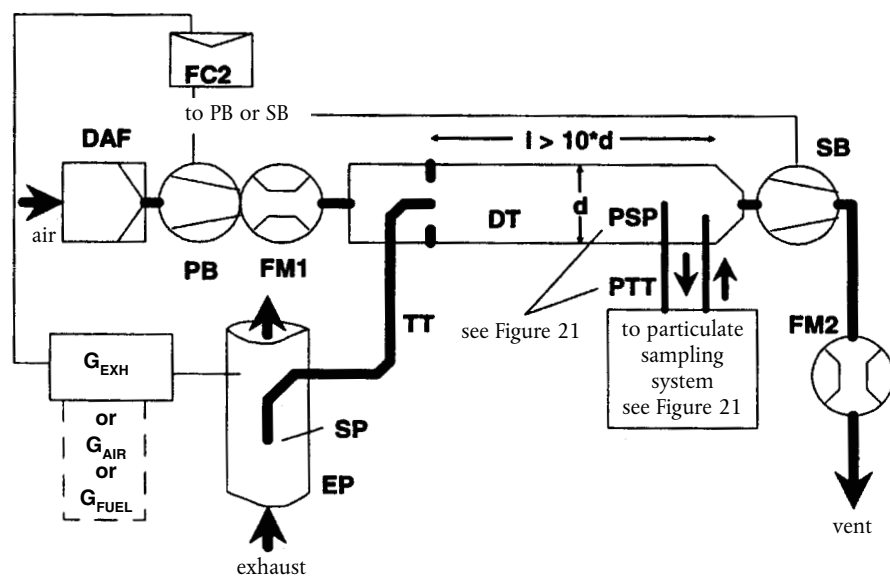 FC2
to PB or SB
DAF
l > 10*d
SB
air
d
DT
PSP
PB
FM1
PTT
TT
see Figure 21
FM2
to particulate
sampling
system
see Figure 21
G_EXH
or
G_AIR
or
G_FUEL
SP
EP
vent
exhaust